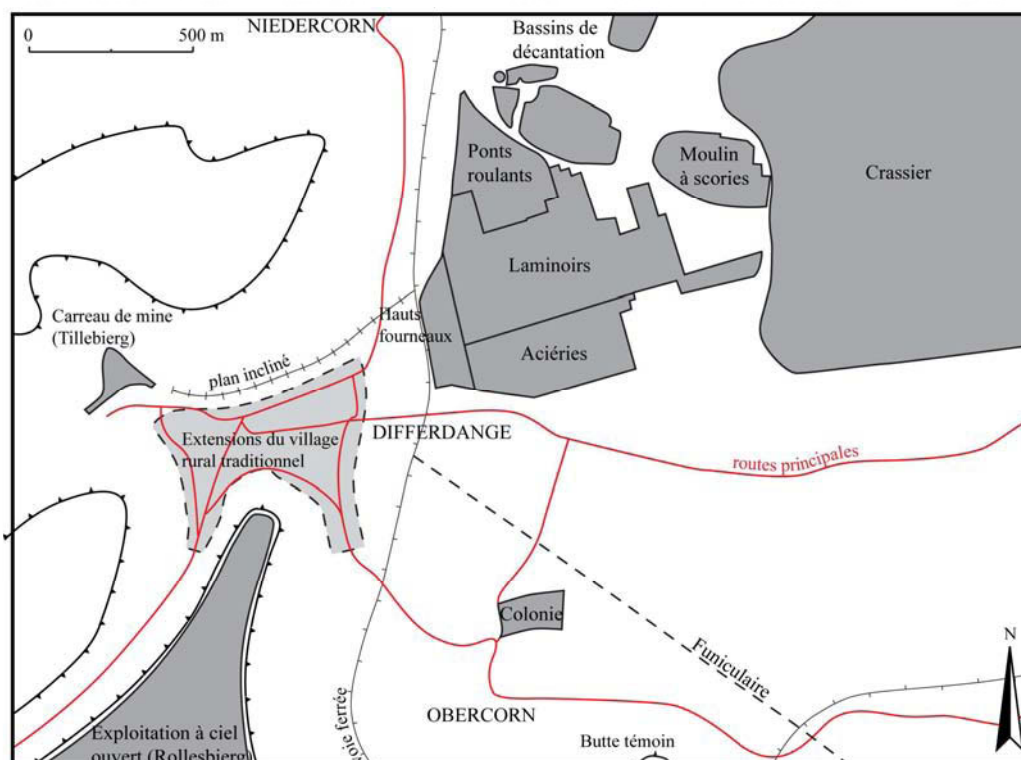 0
500 m
NIEDERCORN
Bassins de
décantation
Ponts
roulants
Moulin
à scories
Crassier
Laminoirs
Carreau de mine
(Tillebierg)
Hauts
fourneaux
Aciéries
plan incliné
Extensions du village
rural traditionnel
DIFFERDANGE
routes principales
Colonie
N
Funiculaire
OBERCORN
Exploitation à ciel
ouvert (Rollesbierg)
voie ferrée
Butte témoin